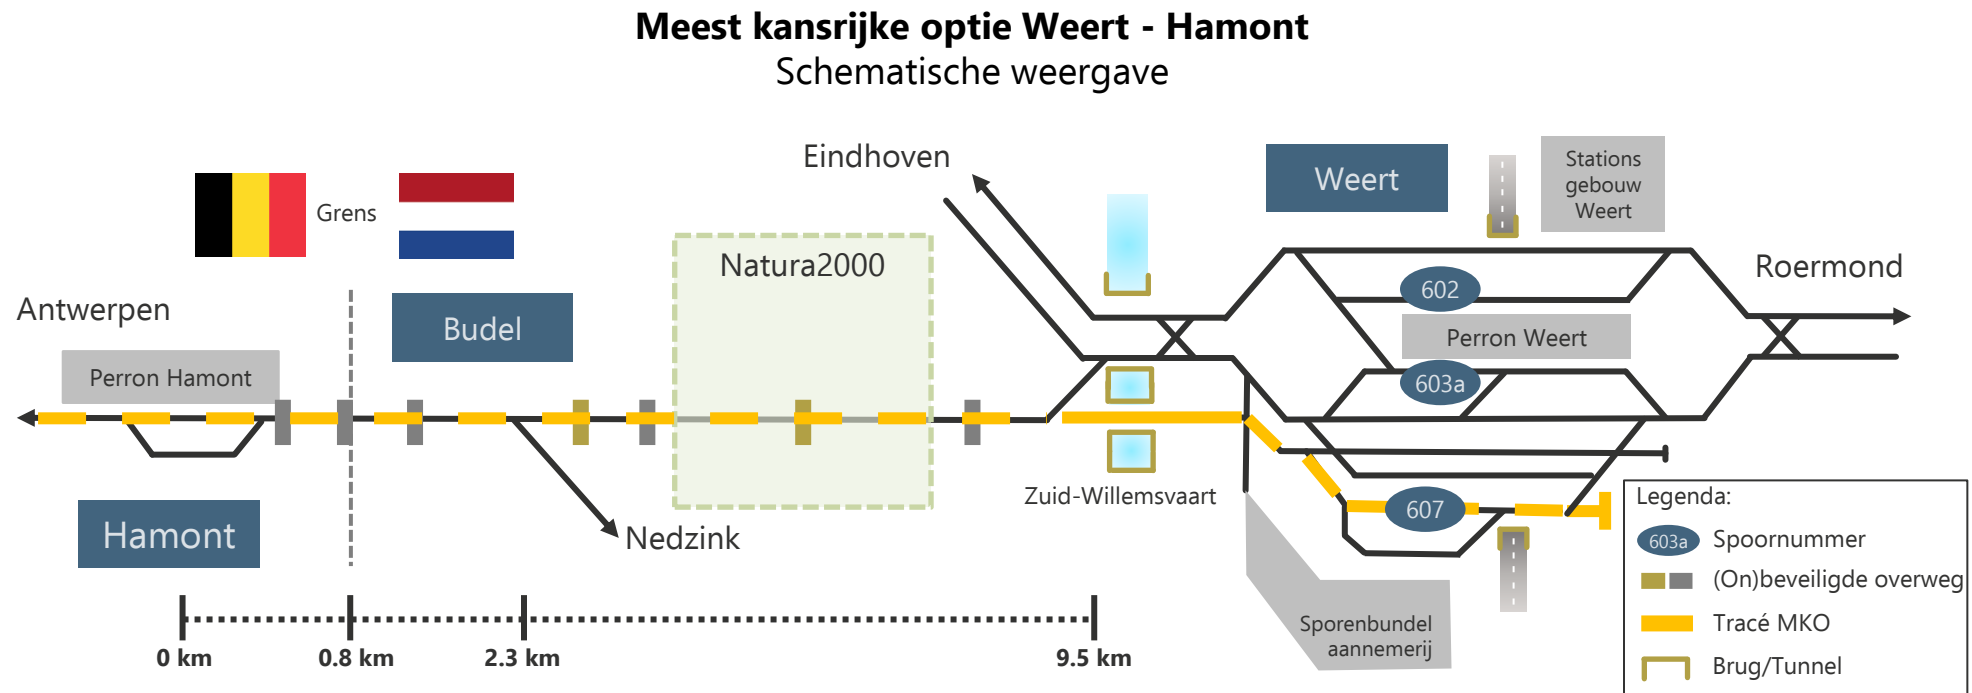 Meest kansrijke optie Weert - Hamont
Schematische weergave
Eindhoven
Weert
Stations
gebouw
Weert
Grens
Natura2000
Roermond
602
Antwerpen
Budel
Perron Weert
Perron Hamont
603a
Zuid-Willemsvaart
607
Hamont
Nedzink
Legenda:
603a Spoornummer
(On)beveiligde overweg
Tracé MKO
Brug/Tunnel
Sporenbundel
aannemerij
0 km
0.8 km
2.3 km
9.5 km